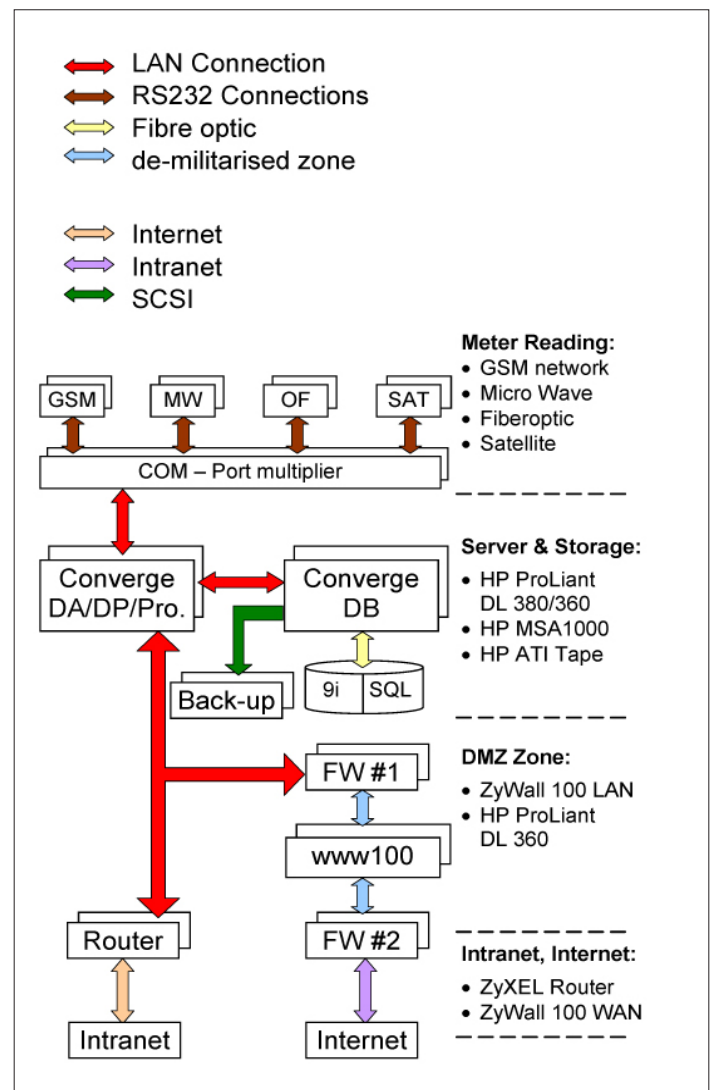 LAN Connection
RS232 Connections
Fibre optic
de-militarised zone
Internet
Intranet
SCSI
Meter Reading:
• GSM network
• Micro Wave
• Fiberoptic
• Satellite
GSM
MW
OF
SAT
COM – Port multiplier
Server & Storage:
• HP ProLiant
DL 380/360
• HP MSA1000
• HP ATI Tape
Converge
DA/DP/Pro.
Converge
DB
Back-up
9i
SQL
DMZ Zone:
• ZyWall 100 LAN
• HP ProLiant
DL 360
FW #1
www100
Router
FW #2
Intranet, Internet:
• ZyXEL Router
• ZyWall 100 WAN
Intranet
Internet